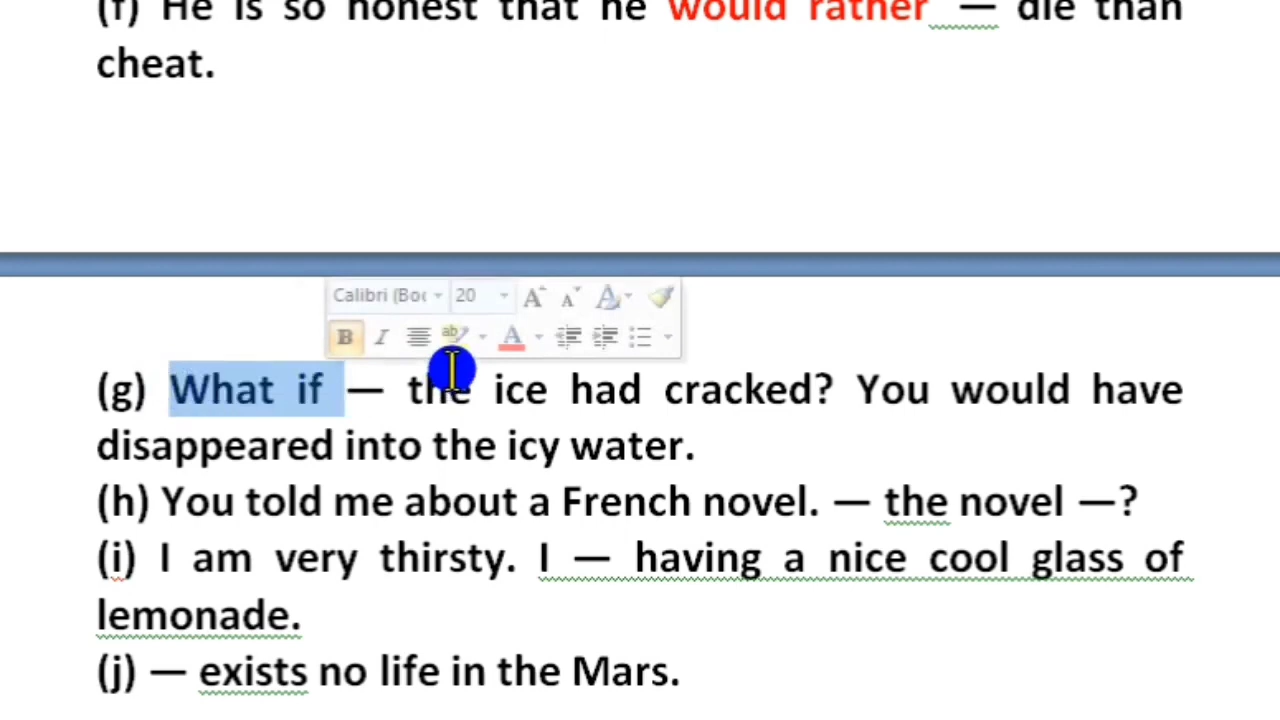 (f) He is so honest that he would rather — die than
cheat.
Calibri (Boo 20
(g) What if — the ice had cracked? You would have
disappeared into the icy water.
(h) You told me about a French novel. — the novel —?
(i) I am very thirsty. I — having a nice cool glass of
lemonade.
(j) — exists no life in the Mars.